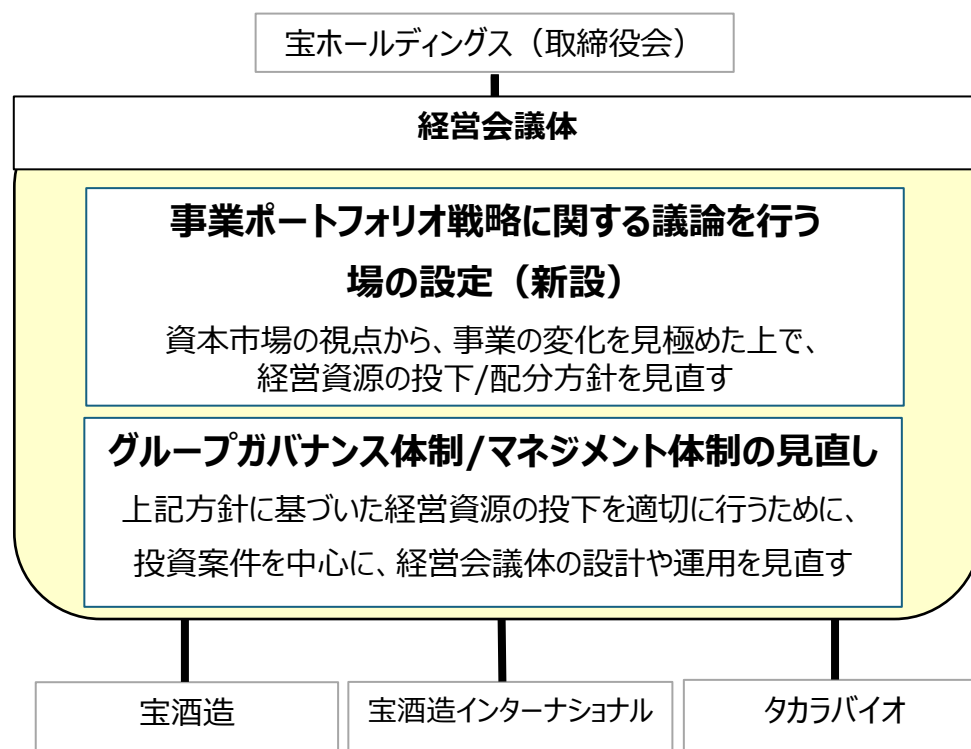 宝ホールディングス（取締役会）
経営会議体
事業ポートフォリオ戦略に関する議論を行う
場の設定（新設）
資本市場の視点から、事業の変化を見極めた上で、
経営資源の投下/配分方針を見直す
グループガバナンス体制/マネジメント体制の見直し
上記方針に基づいた経営資源の投下を適切に行うために、
投資案件を中心に、経営会議体の設計や運用を見直す
宝酒造
宝酒造インターナショナル
タカラバイオ